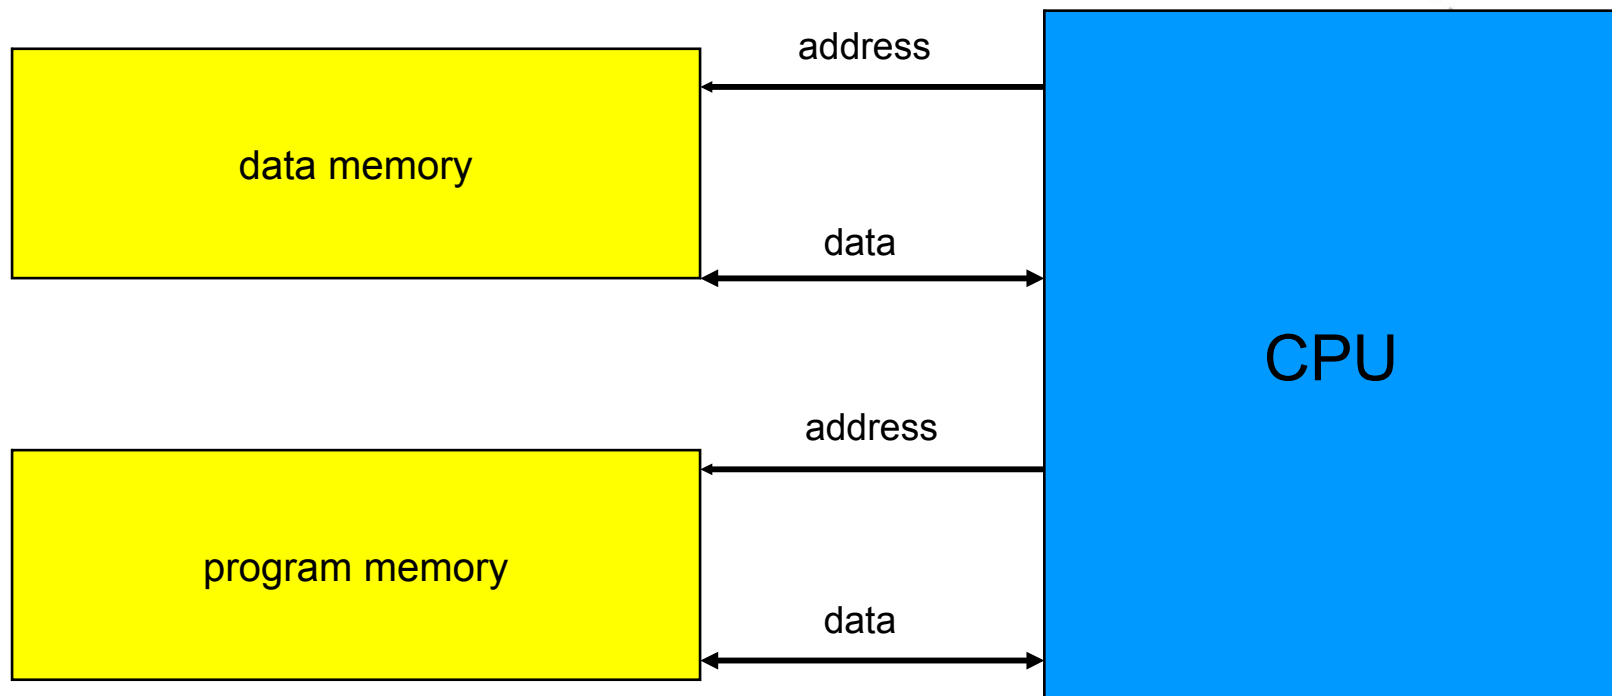 address
data memory
data
CPU
address
program memory
data